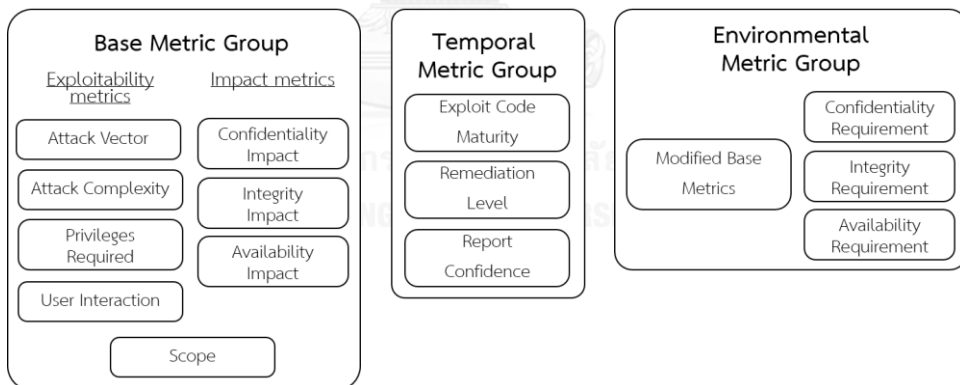 Base Metric Group
Exploitability
metrics
Attack Vector
Attack Complexity
Privileges
Required
User Interaction
Impact metrics
Confidentiality
Impact
Integrity
Impact
Availability
Impact
Scope
Temporal
Metric Group
Exploit Code
Maturity
Remediation
Level
Report
Confidence
Environmental
Metric Group
Modified Base
Metrics
Confidentiality
Requirement
Integrity
Requirement
Availability
Requirement